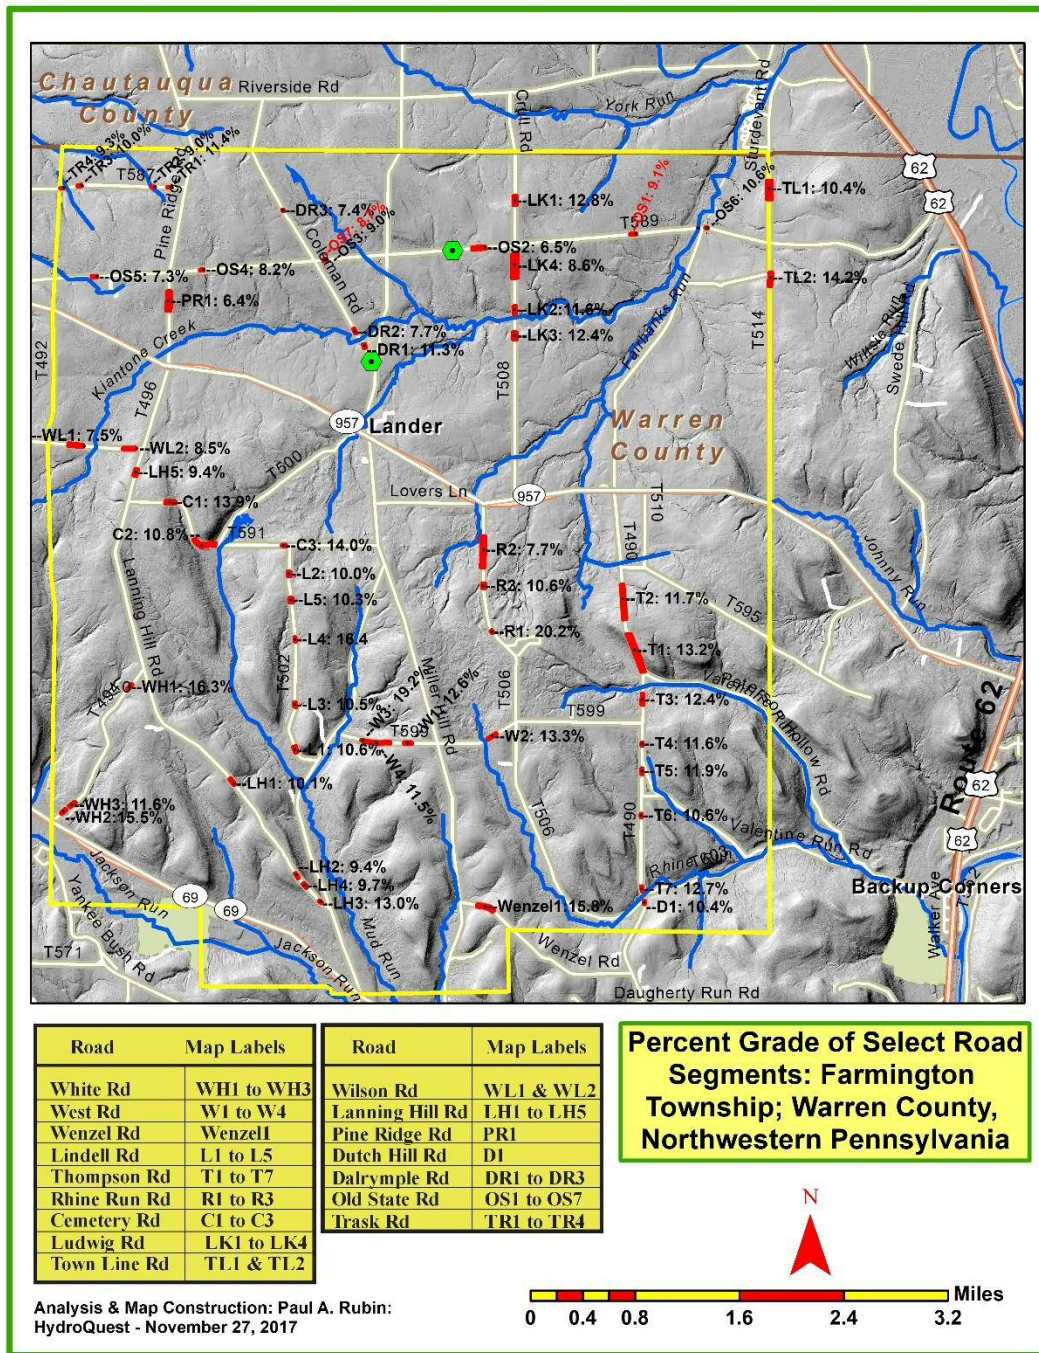 Chautauqua
County
Riverside Rd
York Run
Crull Rd
Sturdevant Rd
62
62
TR4: 9.3%
TR3: 10.0%
TR2: 9.0%
TR1: 11.4%
T587
Pine Ridge
DR3: 7.4%
OS7: 8.
OS3: 9.0%
Coleman Rd
LK1: 12.8%
OS1: 9.1%
T589
OS6: 10.6%
TL1: 10.4%
OS2: 6.5%
LK4: 8.6%
OS5: 7.3%
OS4: 8.2%
PR1: 6.4%
TL2: 14.2%
LK2: 11.6%
LK3: 12.4%
DR2: 7.7%
DR1: 11.3%
Kiantone Creek
T492
T496
T508
Fairbanks Run
T514
Swede
957
Lander
Warren
County
WL1: 7.5%
WL2: 8.5%
LH5: 9.4%
T500
Lovers Ln
957
C1: 13.9%
C2: 10.8%
T591
C3: 14.0%
L2: 10.0%
L5: 10.3%
L4: 16.4
R2: 7.7%
R2: 10.6%
R1: 20.2%
T490
T510
T2: 11.7%
T595
Johnny Run
Lanning Hill Rd
T1: 13.2%
T502
Miller Hill Rd
T506
T494
WH1: 16.3%
L3: 10.5%
W3: 19.2%
W1: 12.6%
T599
T599
T3: 12.4%
Hollow Rd
L1: 10.6%
W4: 11.5%
W2: 13.3%
T4: 11.6%
T5: 11.9%
Route 62
62
62
LH1: 10.1%
WH3: 11.6%
WH2: 15.5%
T506
T490
T6: 10.6%
Valentine Run Rd
Rhine
T603
Jackson Run
Yankee Bush Rd
69
69
LH2: 9.4%
LH4: 9.7%
LH3: 13.0%
Wenzel1: 15.8%
T7: 12.7%
D1: 10.4%
Backup Corners
Walker Ave
T571
Jackson Run
Mud Run
Wenzel Rd
Daugherty Run Rd
Road Map Labels
White Rd WH1 to WH3
West Rd W1 to W4
Wenzel Rd Wenzel1
Lindell Rd L1 to L5
Thompson Rd T1 to T7
Rhine Run Rd R1 to R3
Cemetery Rd C1 to C3
Ludwig Rd LK1 to LK4
Town Line Rd TL1 & TL2
Road Map Labels
Wilson Rd WL1 & WL2
Lanning Hill Rd LH1 to LH5
Pine Ridge Rd PR1
Dutch Hill Rd D1
Dalrymple Rd DR1 to DR3
Old State Rd OS1 to OS7
Trask Rd TR1 to TR4
Percent Grade of Select Road
Segments: Farmington
Township; Warren County,
Northwestern Pennsylvania
N
Miles
0 0.4 0.8 1.6 2.4 3.2
Analysis & Map Construction: Paul A. Rubin:
HydroQuest - November 27, 2017